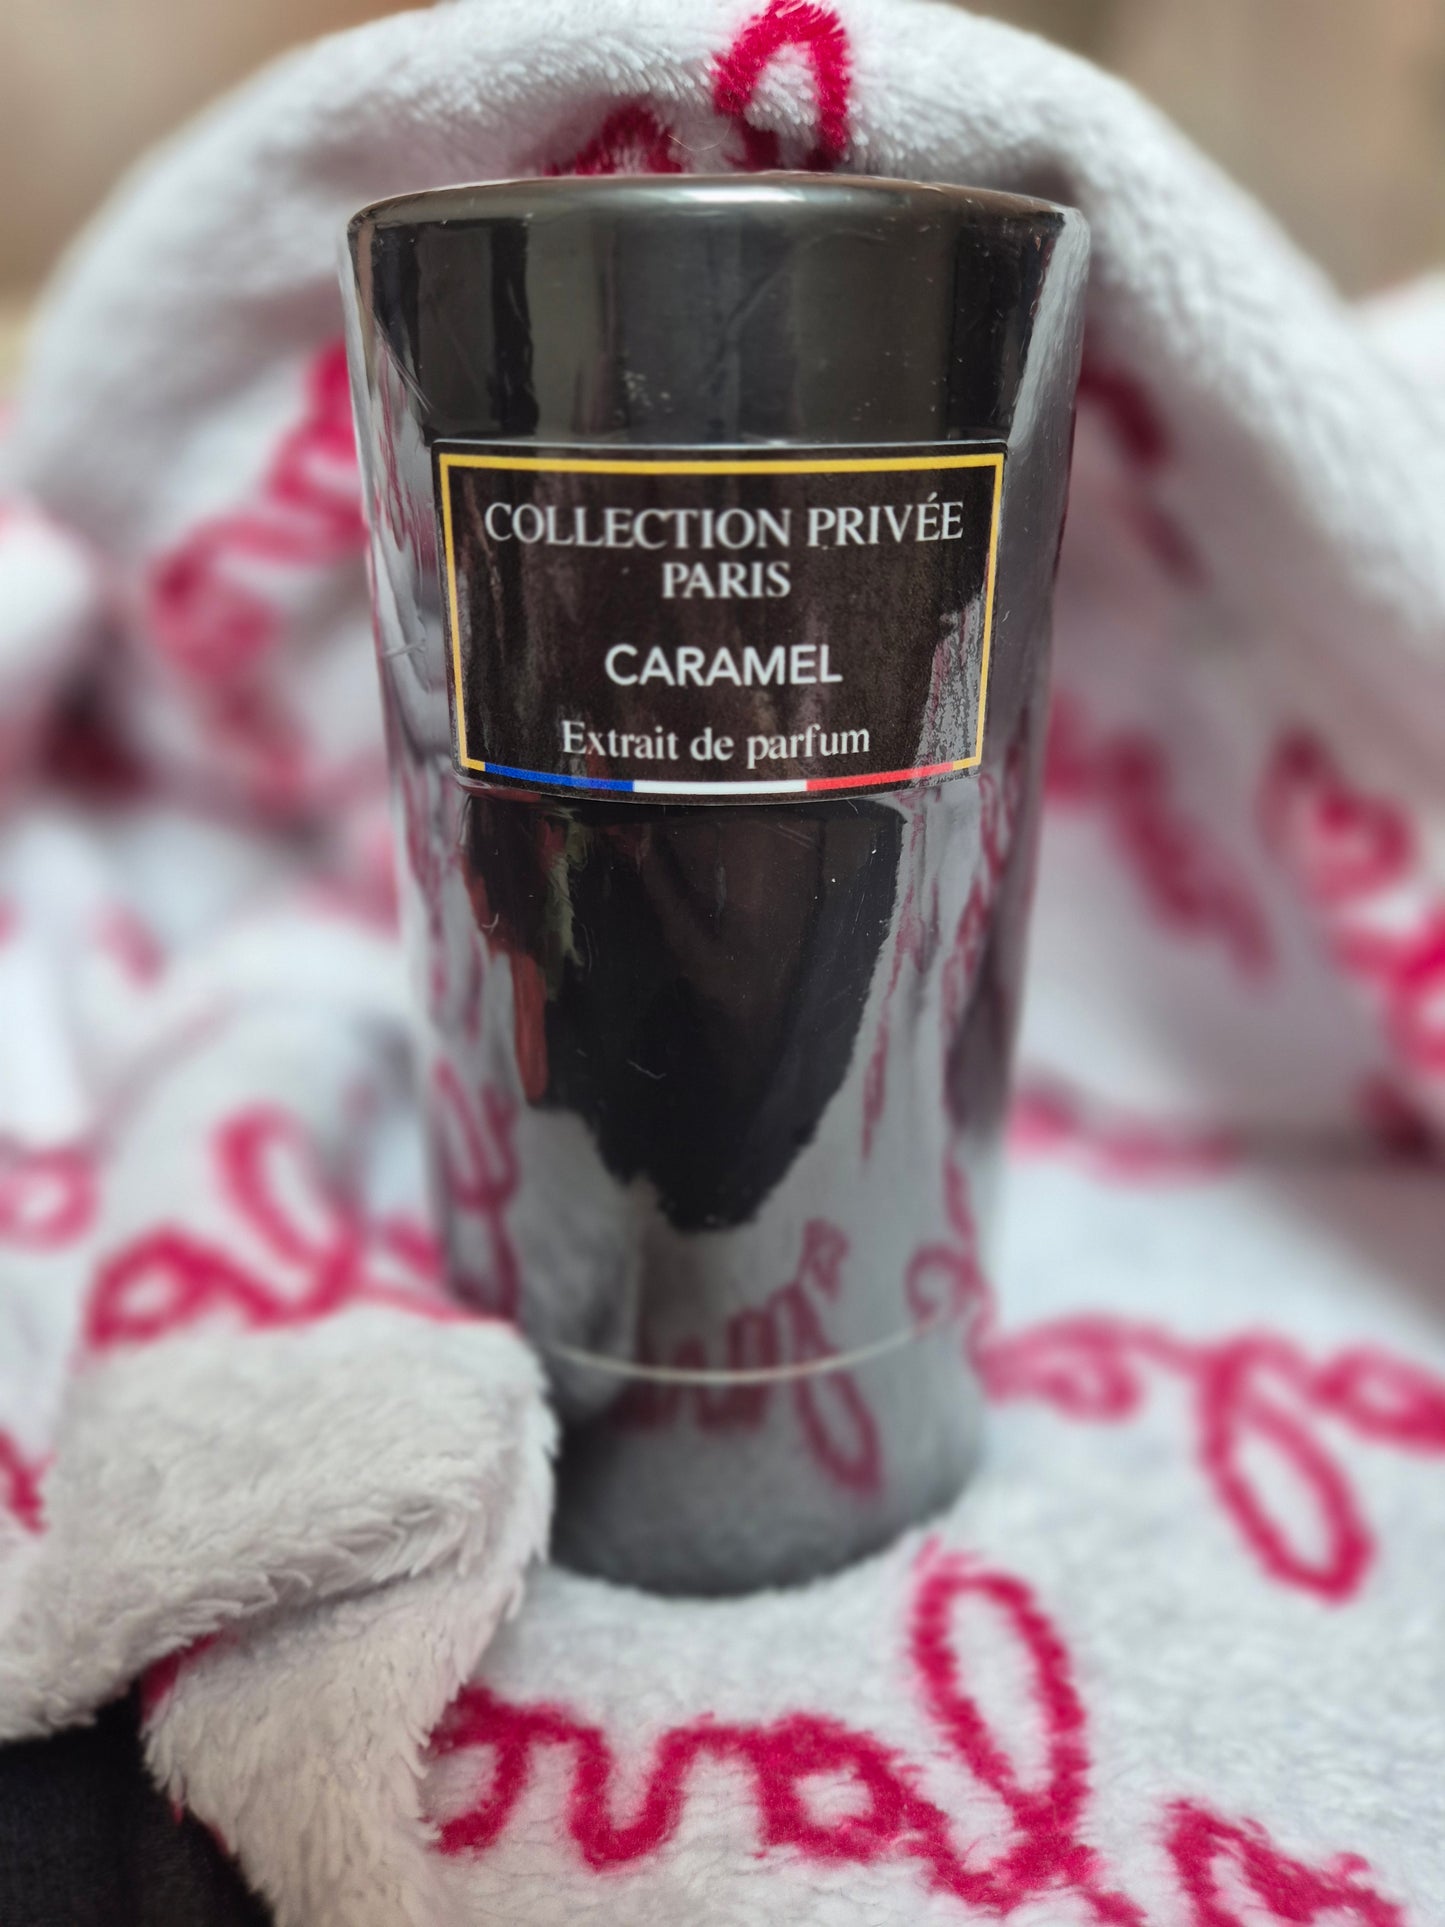 COLLECTION PRIVÉE
PARIS
CARAMEL
Extrait de parfum